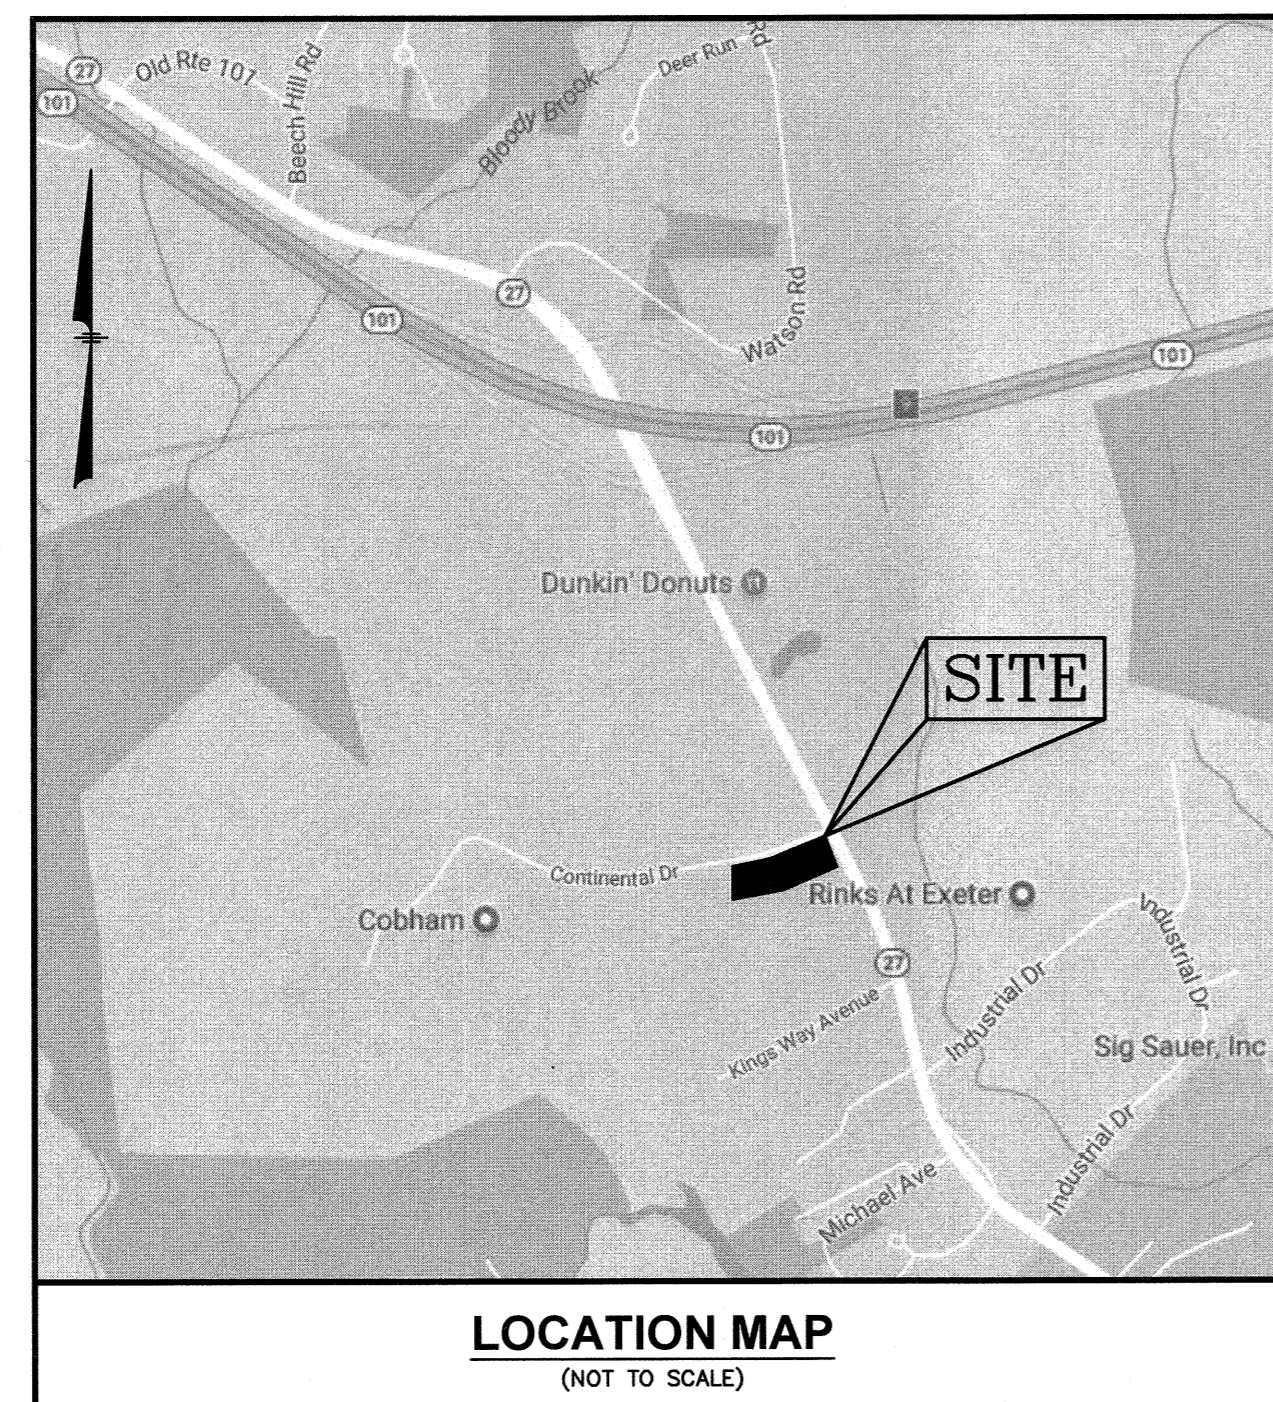 Rd
Deer Run
27
Old Rte 107
101
Beech Hill Rd
Bloody Brook
27
101
Watson Rd
101
101
Dunkin' Donuts
SITE
Continental Dr
Rinks At Exeter
Cobham
Industrial Dr
27
Industrial Dr
Kings Way Avenue
Sig Sauer, Inc
Industrial Dr
Michael Ave
LOCATION MAP
(NOT TO SCALE)